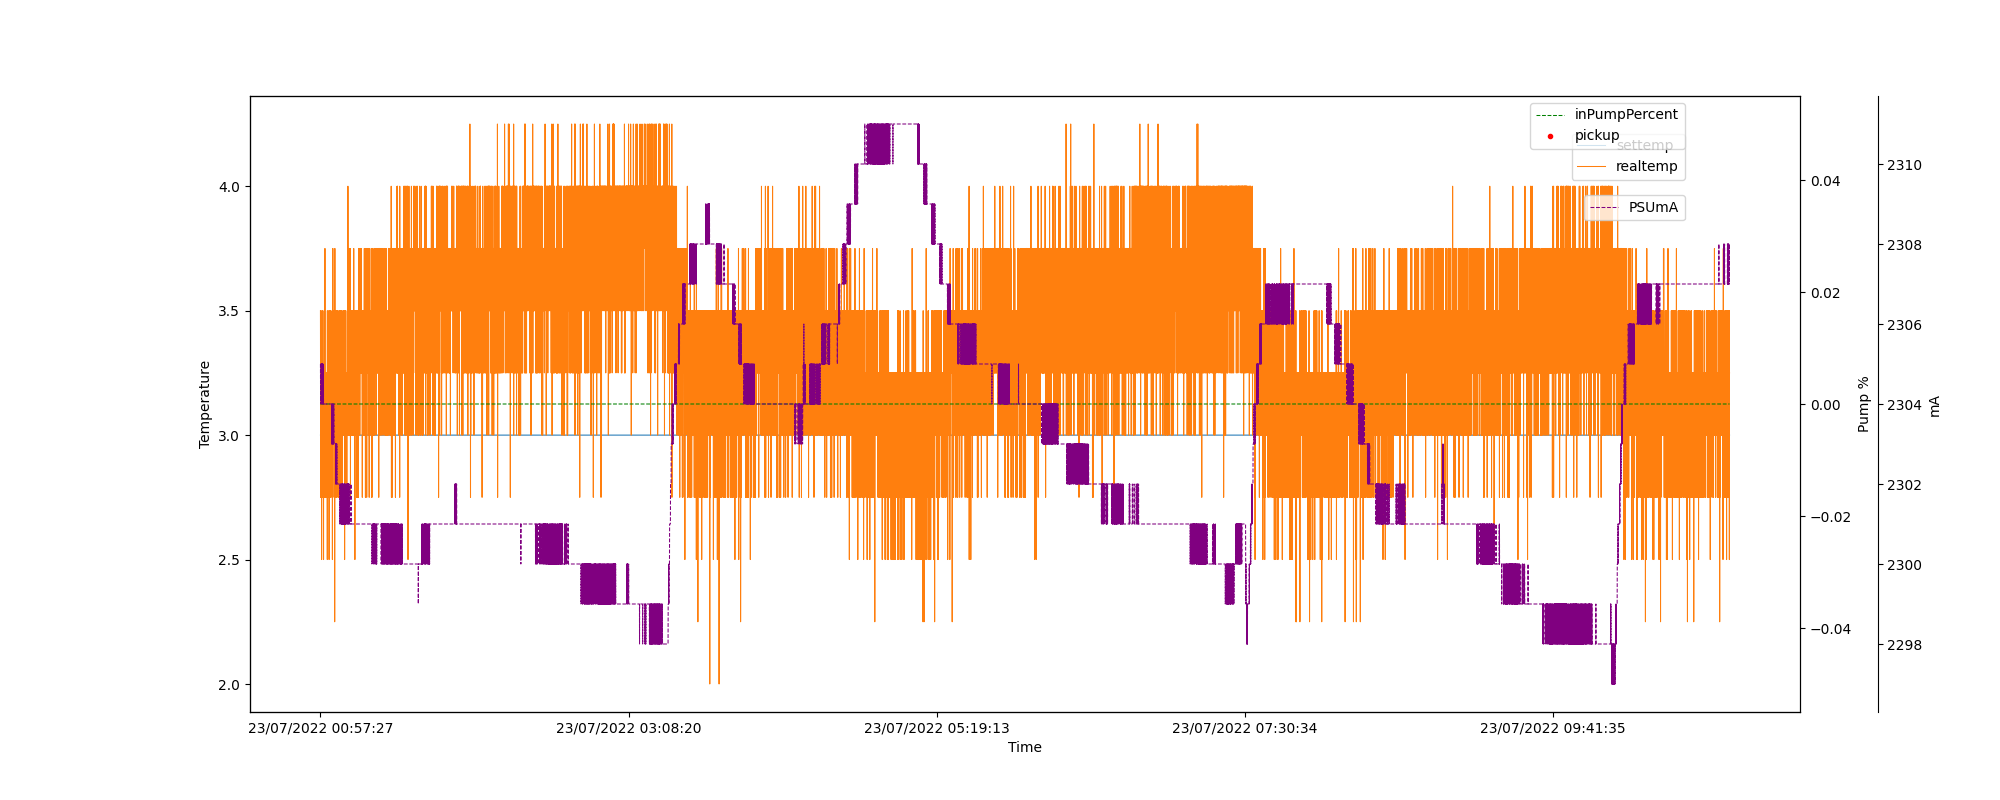 inPumpPercent
pickup
settemp
realtemp
PSUmA
Temperature
4.0
3.5
3.0
2.5
2.0
0.04
0.02
0.00
−0.02
−0.04
Pump %
2310
2308
2306
2304
2302
2300
2298
mA
23/07/2022 00:57:27
23/07/2022 03:08:20
23/07/2022 05:19:13
23/07/2022 07:30:34
23/07/2022 09:41:35
Time